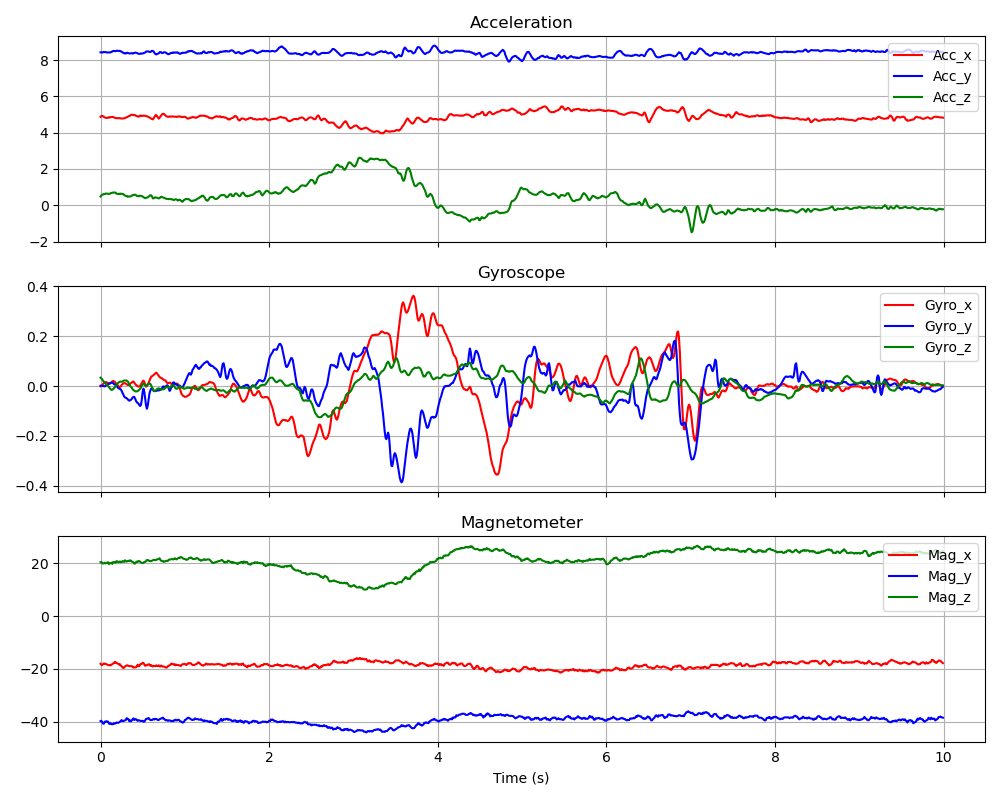 Acceleration
8
6
4
2
0
−2
Acc_x
Acc_y
Acc_z
Gyroscope
0.4
0.2
0.0
−0.2
−0.4
Gyro_x
Gyro_y
Gyro_z
Magnetometer
20
0
−20
−40
Mag_x
Mag_y
Mag_z
0 2 4 6 8 10
Time (s)